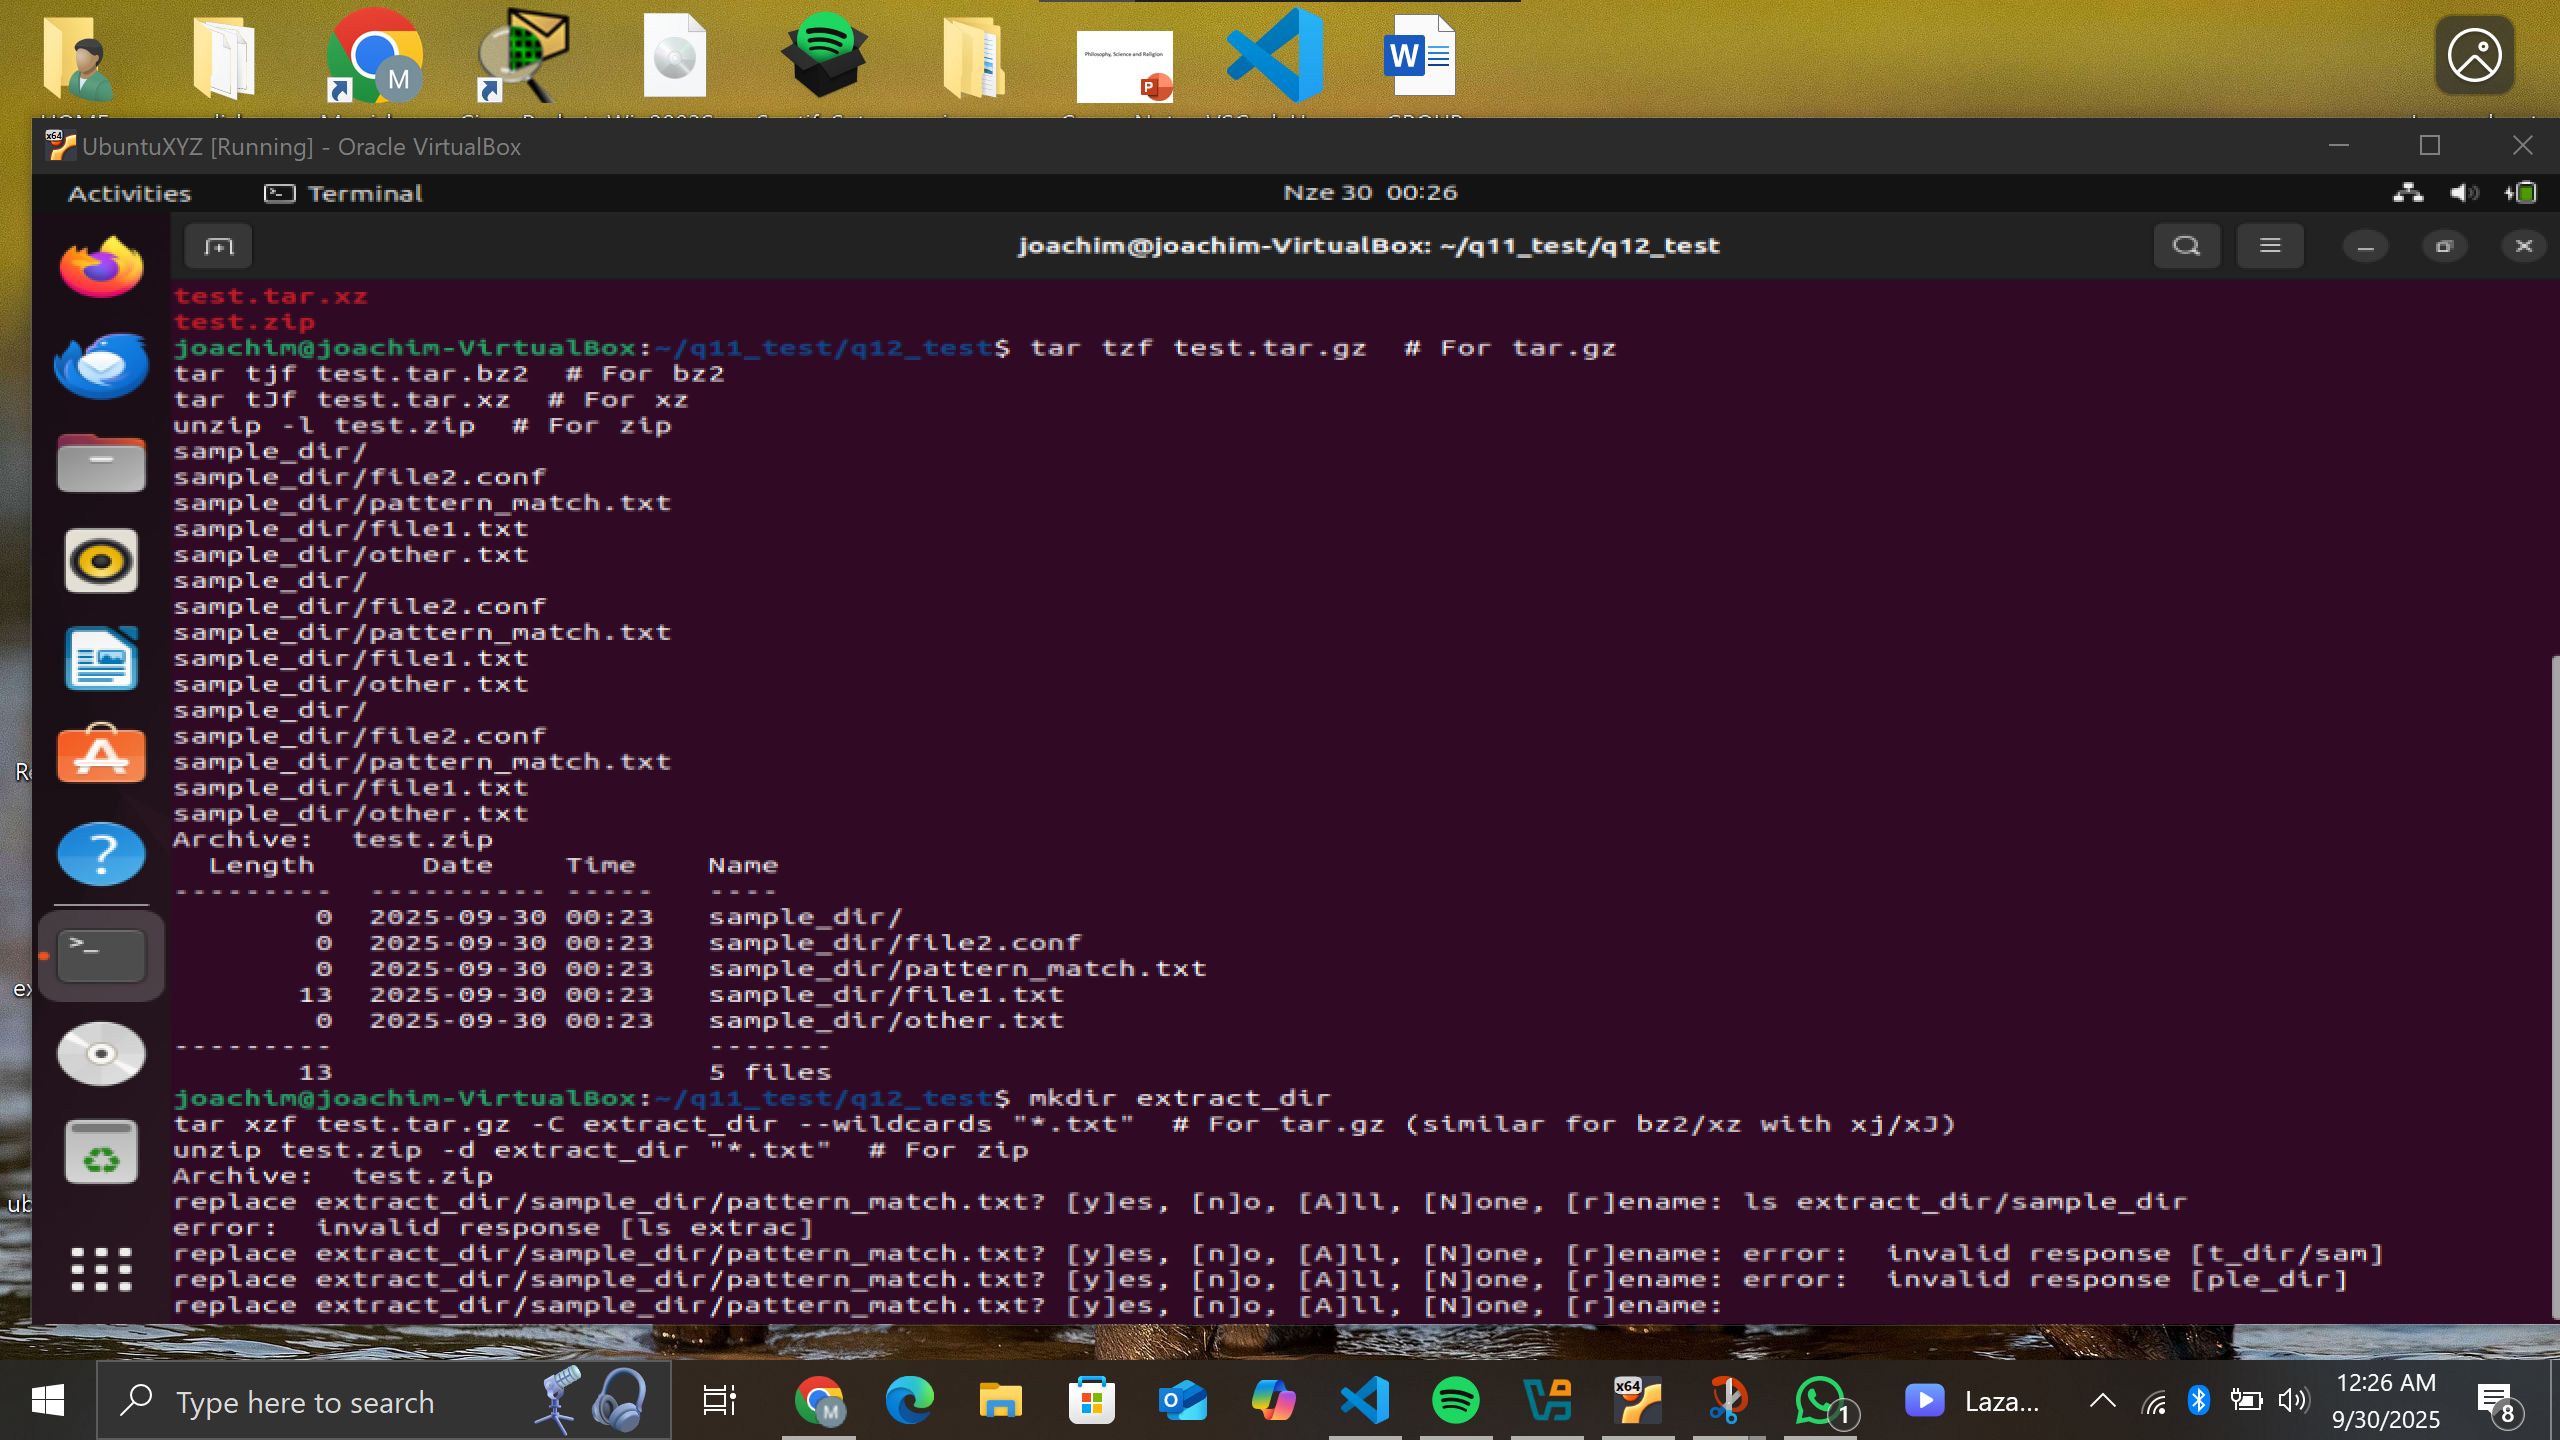 M
Philosophy, Science and Religion
P
W
x64
UbuntuXYZ [Running] - Oracle VirtualBox
Activities
Terminal
Nze 30 00:26
joachim@joachim-VirtualBox: ~/q11_test/q12_test
test.tar.xz
test.zip
joachim@joachim-VirtualBox:~/q11_test/q12_test$ tar tzf test.tar.gz  # For tar.gz
tar tjf test.tar.bz2  # For bz2
tar tJf test.tar.xz  # For xz
unzip -l test.zip  # For zip
sample_dir/
sample_dir/file2.conf
sample_dir/pattern_match.txt
sample_dir/file1.txt
sample_dir/other.txt
sample_dir/
sample_dir/file2.conf
sample_dir/pattern_match.txt
sample_dir/file1.txt
sample_dir/other.txt
sample_dir/
sample_dir/file2.conf
sample_dir/pattern_match.txt
sample_dir/file1.txt
sample_dir/other.txt
Archive:  test.zip
  Length      Date    Time    Name
---------  ---------- -----   ----
        0  2025-09-30 00:23   sample_dir/
        0  2025-09-30 00:23   sample_dir/file2.conf
        0  2025-09-30 00:23   sample_dir/pattern_match.txt
       13  2025-09-30 00:23   sample_dir/file1.txt
        0  2025-09-30 00:23   sample_dir/other.txt
---------                     -------
       13                     5 files
joachim@joachim-VirtualBox:~/q11_test/q12_test$ mkdir extract_dir
tar xzf test.tar.gz -C extract_dir --wildcards "*.txt"  # For tar.gz (similar for bz2/xz with xj/xJ)
unzip test.zip -d extract_dir "*.txt"  # For zip
Archive:  test.zip
replace extract_dir/sample_dir/pattern_match.txt? [y]es, [n]o, [A]ll, [N]one, [r]ename: ls extract_dir/sample_dir
error:  invalid response [ls extrac]
replace extract_dir/sample_dir/pattern_match.txt? [y]es, [n]o, [A]ll, [N]one, [r]ename: error:  invalid response [t_dir/sam]
replace extract_dir/sample_dir/pattern_match.txt? [y]es, [n]o, [A]ll, [N]one, [r]ename: error:  invalid response [ple_dir]
replace extract_dir/sample_dir/pattern_match.txt? [y]es, [n]o, [A]ll, [N]one, [r]ename:
Type here to search
M
x64
1
Laza...
12:26 AM
9/30/2025
8